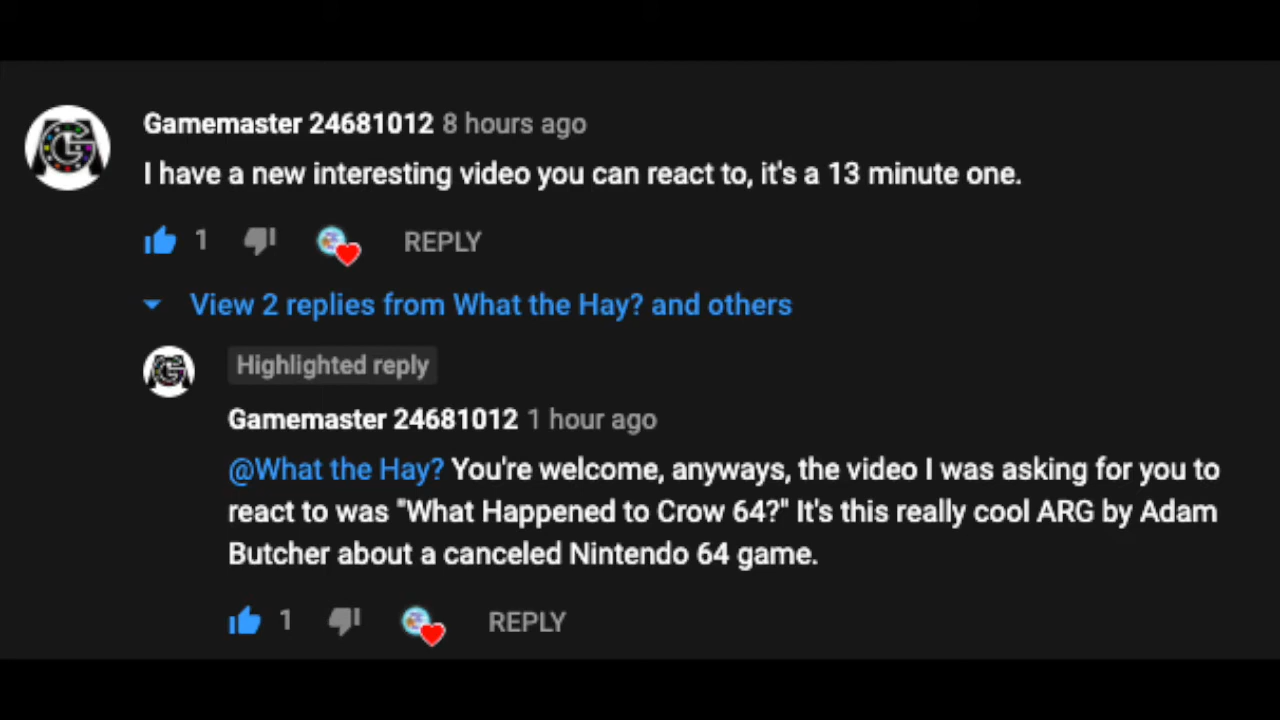 Gamemaster 24681012 8 hours ago
I have a new interesting video you can react to, it's a 13 minute one.
1 REPLY
View 2 replies from What the Hay? and others
Highlighted reply
Gamemaster 24681012 1 hour ago
@What the Hay? You're welcome, anyways, the video I was asking for you to
react to was "What Happened to Crow 64?" It's this really cool ARG by Adam
Butcher about a canceled Nintendo 64 game.
1 REPLY